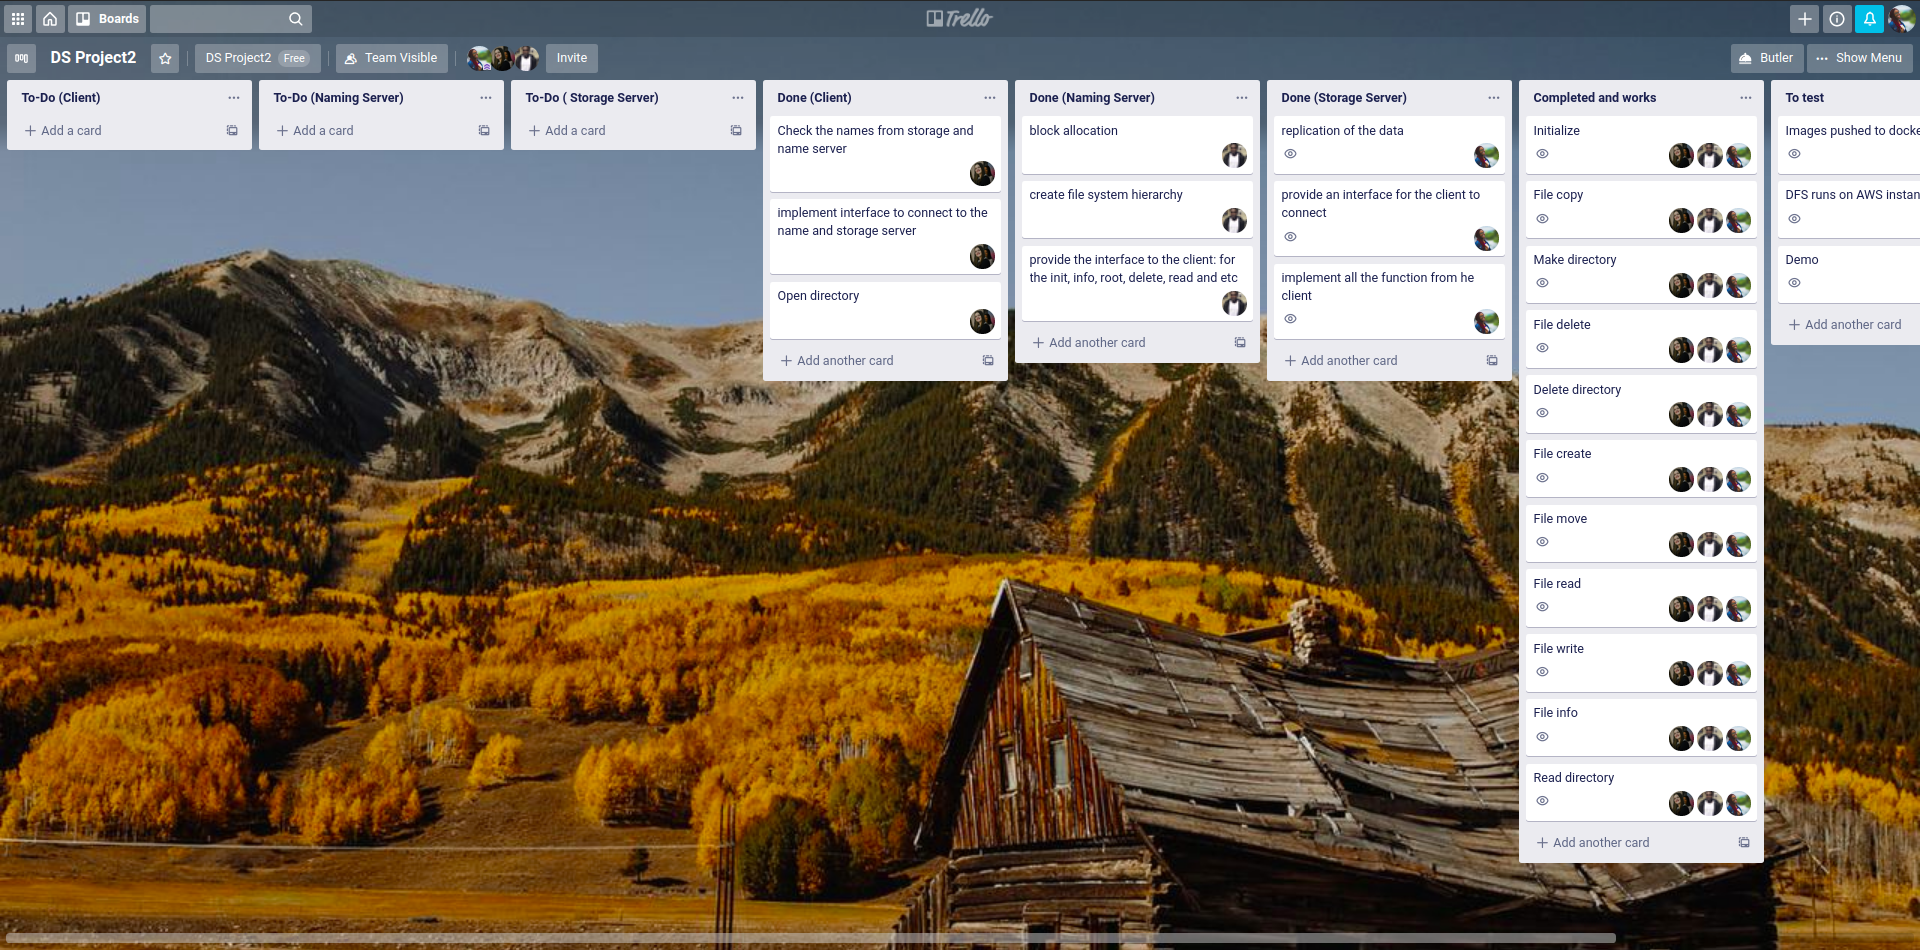 Boards
Trello
DS Project2
DS Project2 Free
Team Visible
Invite
Butler
Show Menu
To-Do (Client)
Add a card
To-Do (Naming Server)
Add a card
To-Do ( Storage Server)
Add a card
Done (Client)
Check the names from storage and
name server
implement interface to connect to the
name and storage server
Open directory
Add another card
Done (Naming Server)
block allocation
create file system hierarchy
provide the interface to the client: for
the init, info, root, delete, read and etc
Add another card
Done (Storage Server)
replication of the data
provide an interface for the client to
connect
implement all the function from he
client
Add another card
Completed and works
Initialize
File copy
Make directory
File delete
Delete directory
File create
File move
File read
File write
File info
Read directory
Add another card
To test
Images pushed to docke
DFS runs on AWS instan
Demo
Add another card